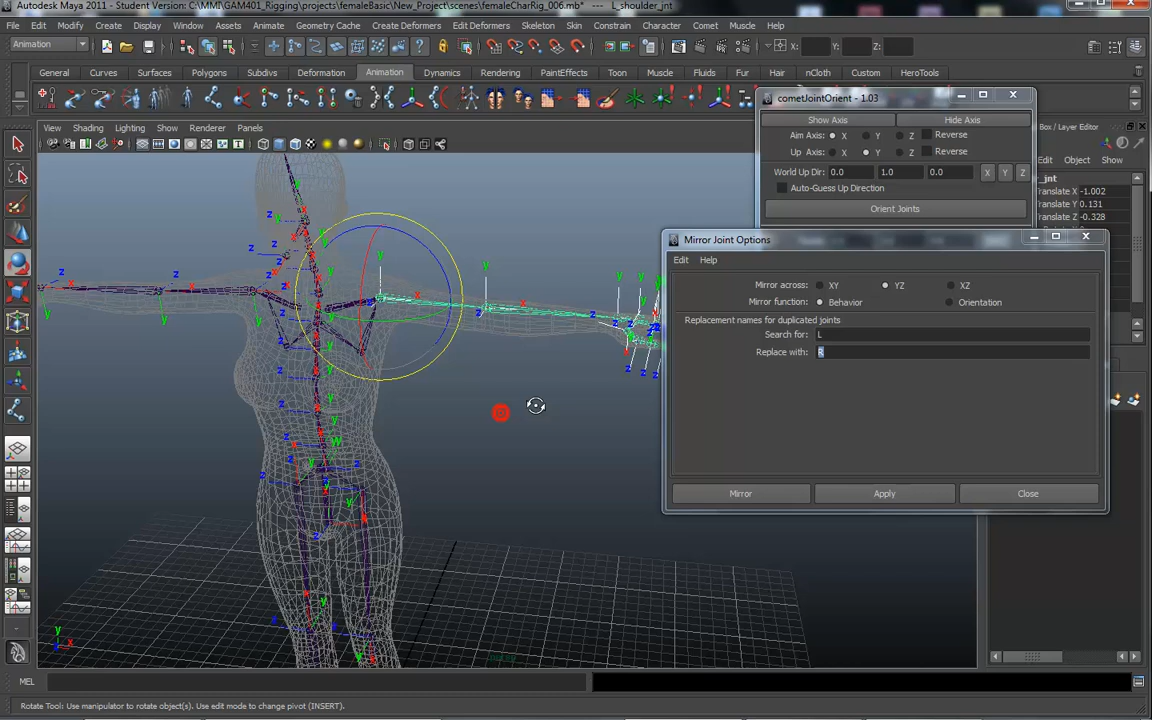 Autodesk Maya 2011 - Student Version: C:\MMI\GAM401_Rigging\projects\femaleBasic\New_Project\scenes\femaleCharRig_006.mb* --- L_shoulder_jnt
File Edit Modify Create Display Window Assets Animate Geometry Cache Create Deformers Edit Deformers Skeleton Skin Constrain Character Comet Muscle Help
Animation X: Y: Z:
General Curves Surfaces Polygons Subdivs Deformation Animation Dynamics Rendering PaintEffects Toon Muscle Fluids Fur Hair nCloth Custom HeroTools
cometJointOrient - 1.03
Show Axis Hide Axis
Aim Axis: X Y Z Reverse
Up Axis: X Y Z Reverse
World Up Dir: 0.0 1.0 0.0 X Y Z
Auto-Guess Up Direction
Orient Joints
View Shading Lighting Show Renderer Panels
Box / Layer Editor
Edit Object Show
_jnt
Translate X -1.002
Translate Y 0.131
Translate Z -0.328
Mirror Joint Options
Edit Help
Mirror across: XY YZ XZ
Mirror function: Behavior Orientation
Replacement names for duplicated joints
Search for: L
Replace with: R
Mirror Apply Close
MEL
Rotate Tool: Use manipulator to rotate object(s). Use edit mode to change pivot (INSERT).